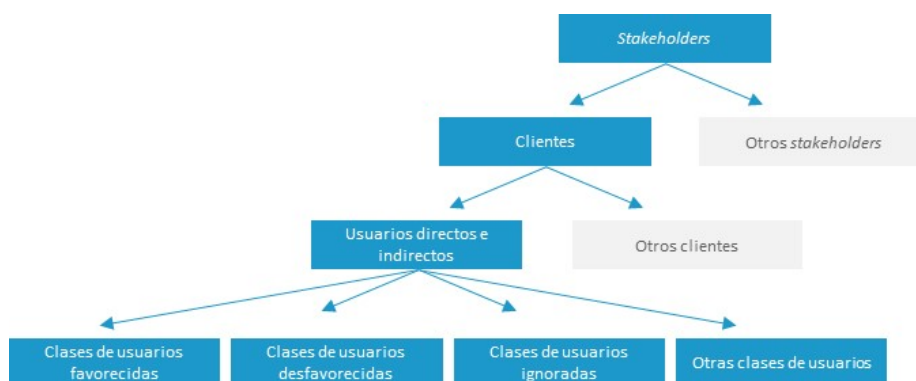 Stakeholders
Clientes
Otros stakeholders
Usuarios directos e
indirectos
Otros clientes
Clases de usuarios
favorecidas
Clases de usuarios
desfavorecidas
Clases de usuarios
ignoradas
Otras clases de usuarios